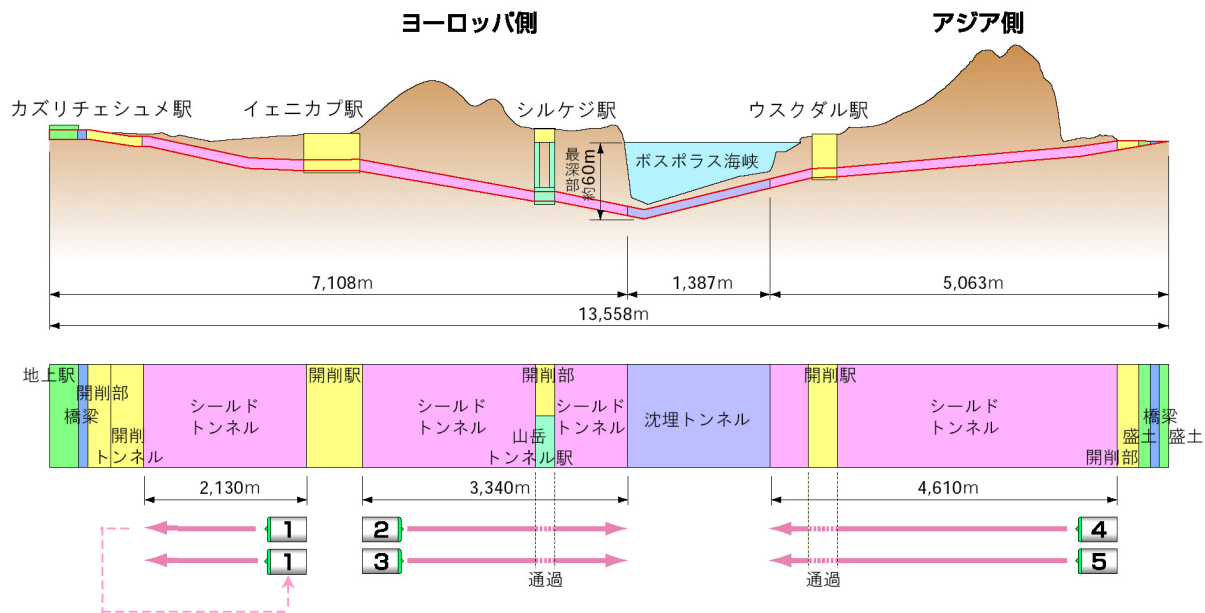 ヨーロッパ側
アジア側
カズリチェシュメ駅
イェニカプ駅
シルケジ駅
ウスクダル駅
最深部
約60m
ボスポラス海峡
7,108m
1,387m
5,063m
13,558m
地上駅
橋梁
開削部
開削
トンネル
シールド
トンネル
開削駅
シールド
トンネル
開削部
山岳
トンネル駅
シールド
トンネル
沈埋トンネル
開削駅
シールド
トンネル
開削部
盛土
橋梁
盛土
2,130m
3,340m
4,610m
1
2
4
1
3
5
通過
通過